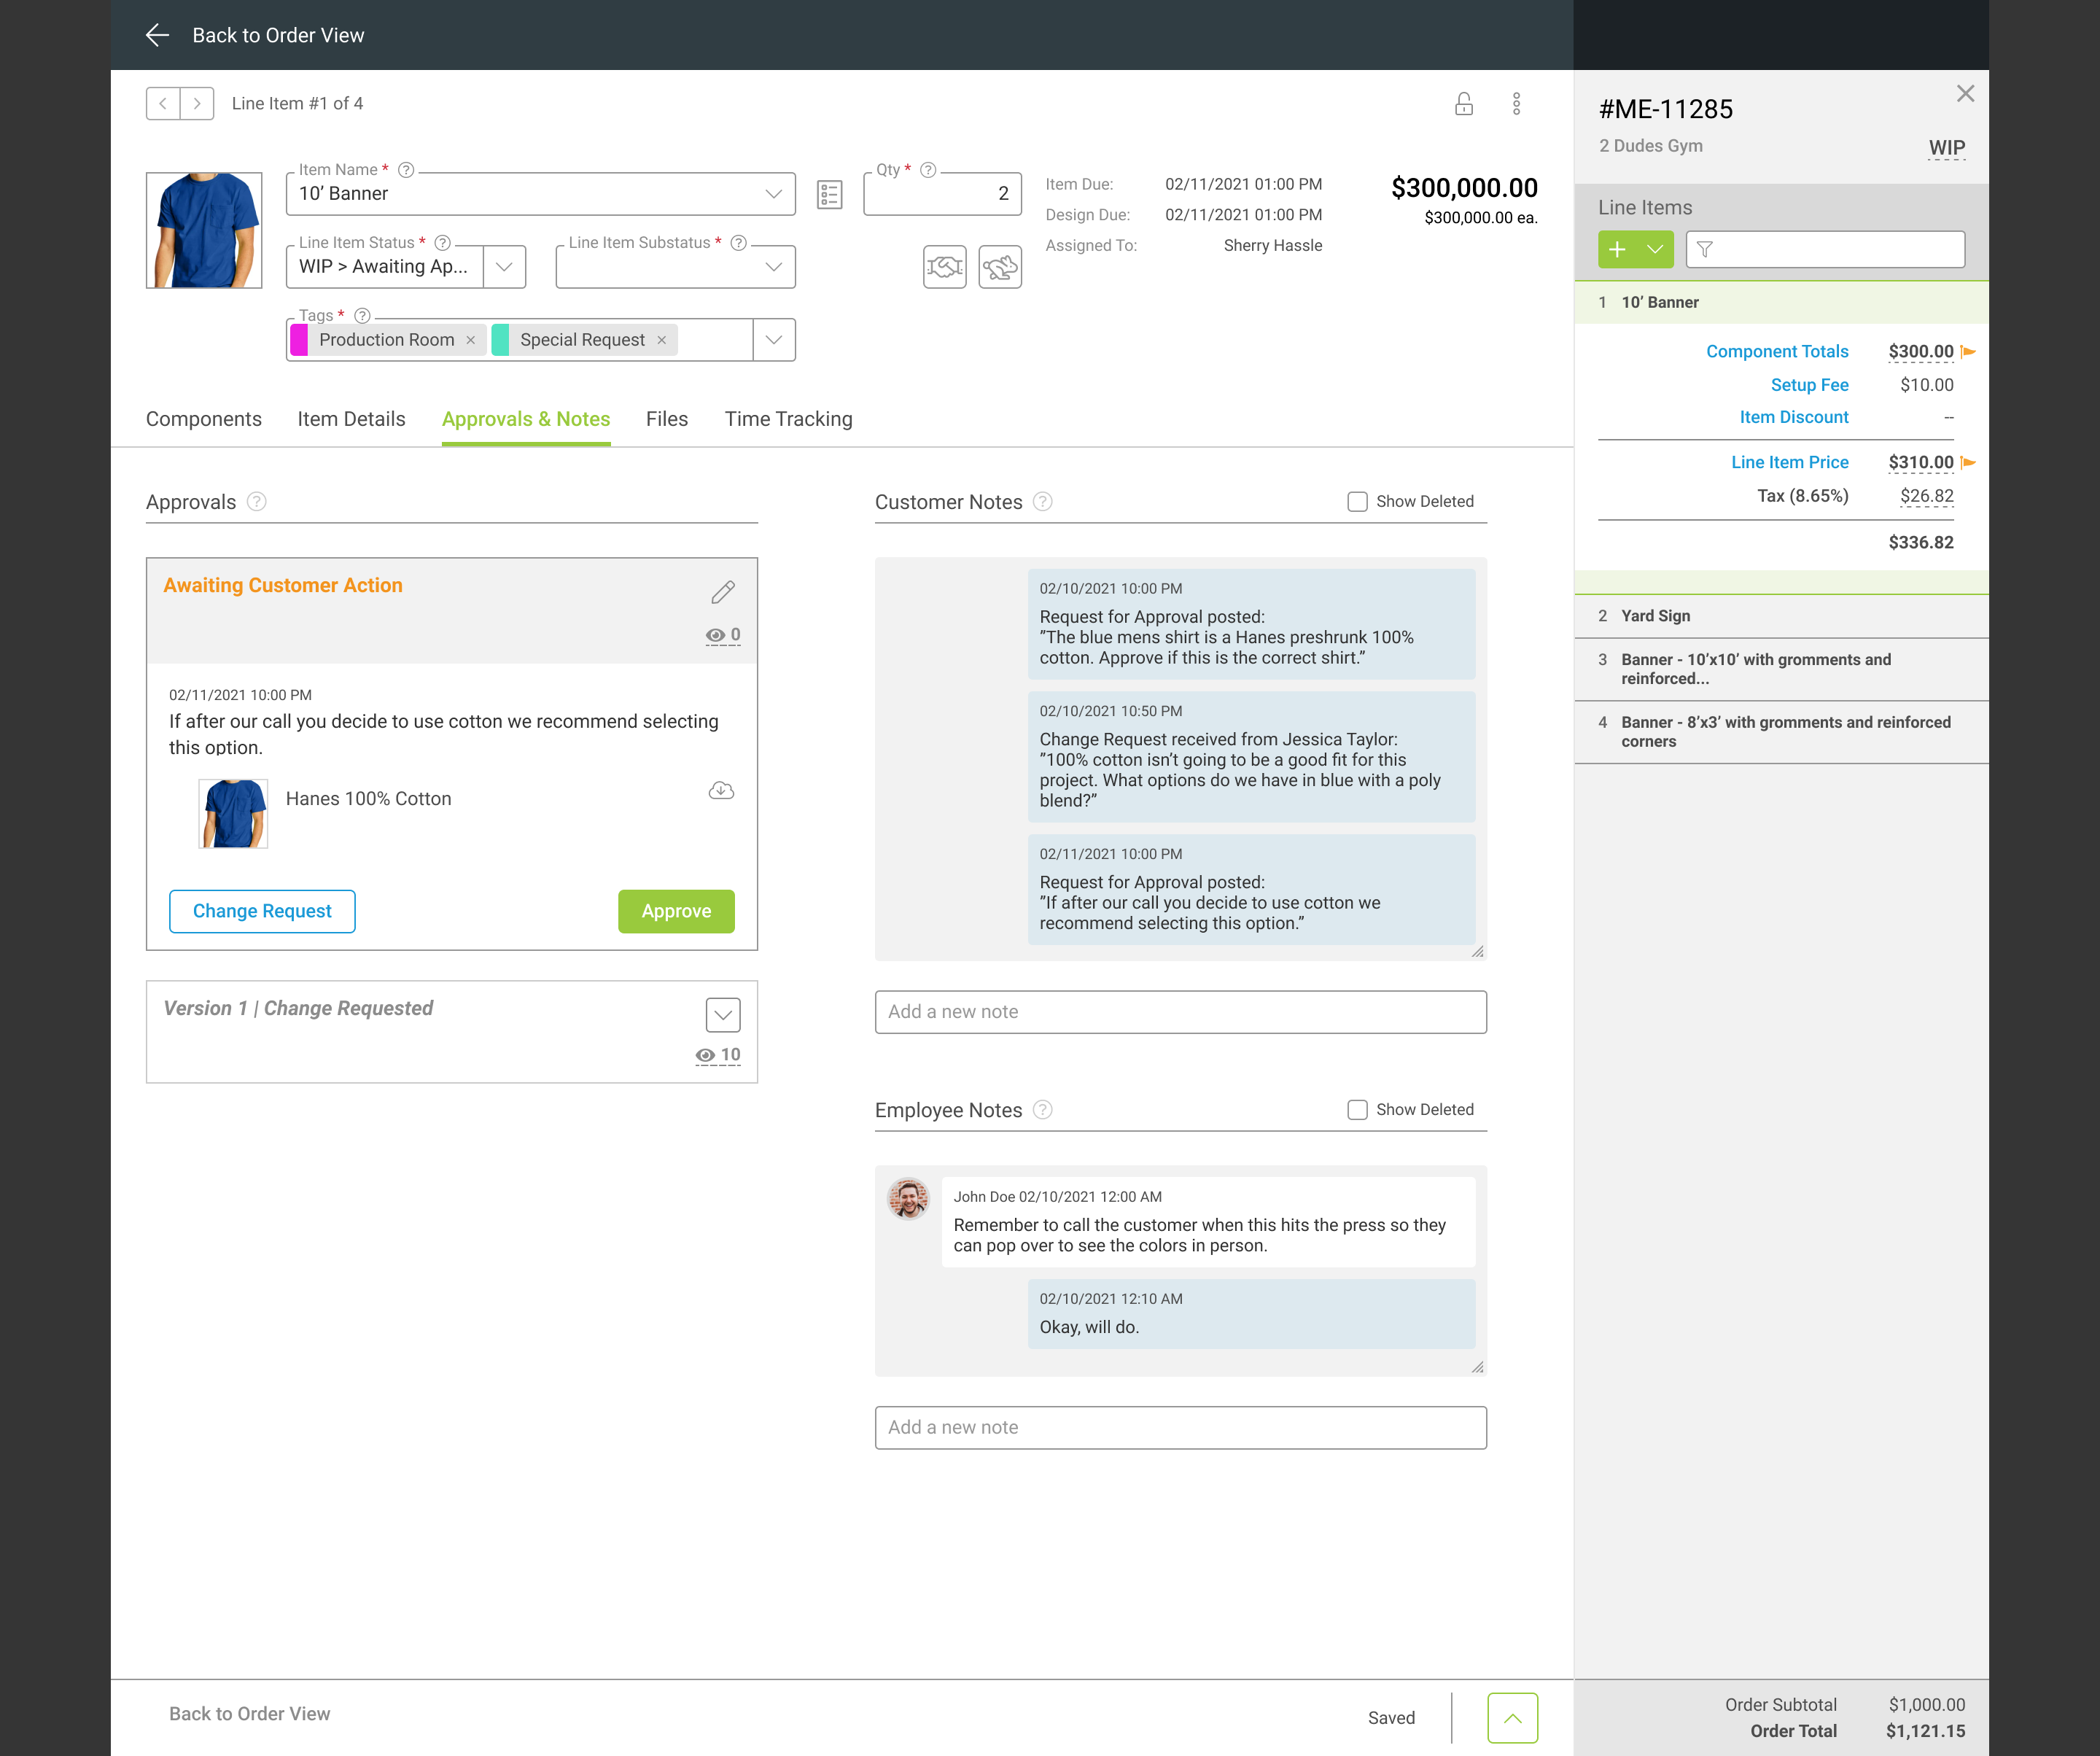 Back to Order View
Line Item #1 of 4
Item Name *
10’ Banner
Qty *
2
Item Due: 02/11/2021 01:00 PM
Design Due: 02/11/2021 01:00 PM
Assigned To: Sherry Hassle
$300,000.00
$300,000.00 ea.
Line Item Status *
WIP > Awaiting Ap...
Line Item Substatus *
Tags *
Production Room ×
Special Request ×
Components
Item Details
Approvals & Notes
Files
Time Tracking
Approvals
Awaiting Customer Action
0
02/11/2021 10:00 PM
If after our call you decide to use cotton we recommend selecting
this option.
Hanes 100% Cotton
Change Request
Approve
Version 1 | Change Requested
10
Customer Notes
Show Deleted
02/10/2021 10:00 PM
Request for Approval posted:
”The blue mens shirt is a Hanes preshrunk 100%
cotton. Approve if this is the correct shirt.”
02/10/2021 10:50 PM
Change Request received from Jessica Taylor:
”100% cotton isn’t going to be a good fit for this
project. What options do we have in blue with a poly
blend?”
02/11/2021 10:00 PM
Request for Approval posted:
”If after our call you decide to use cotton we
recommend selecting this option.”
Add a new note
Employee Notes
Show Deleted
John Doe 02/10/2021 12:00 AM
Remember to call the customer when this hits the press so they
can pop over to see the colors in person.
02/10/2021 12:10 AM
Okay, will do.
Add a new note
Back to Order View
Saved
#ME-11285
2 Dudes Gym
WIP
Line Items
1 10’ Banner
Component Totals $300.00
Setup Fee $10.00
Item Discount --
Line Item Price $310.00
Tax (8.65%) $26.82
$336.82
2 Yard Sign
3 Banner - 10’x10’ with gromments and
reinforced...
4 Banner - 8’x3’ with gromments and reinforced
corners
Order Subtotal $1,000.00
Order Total $1,121.15